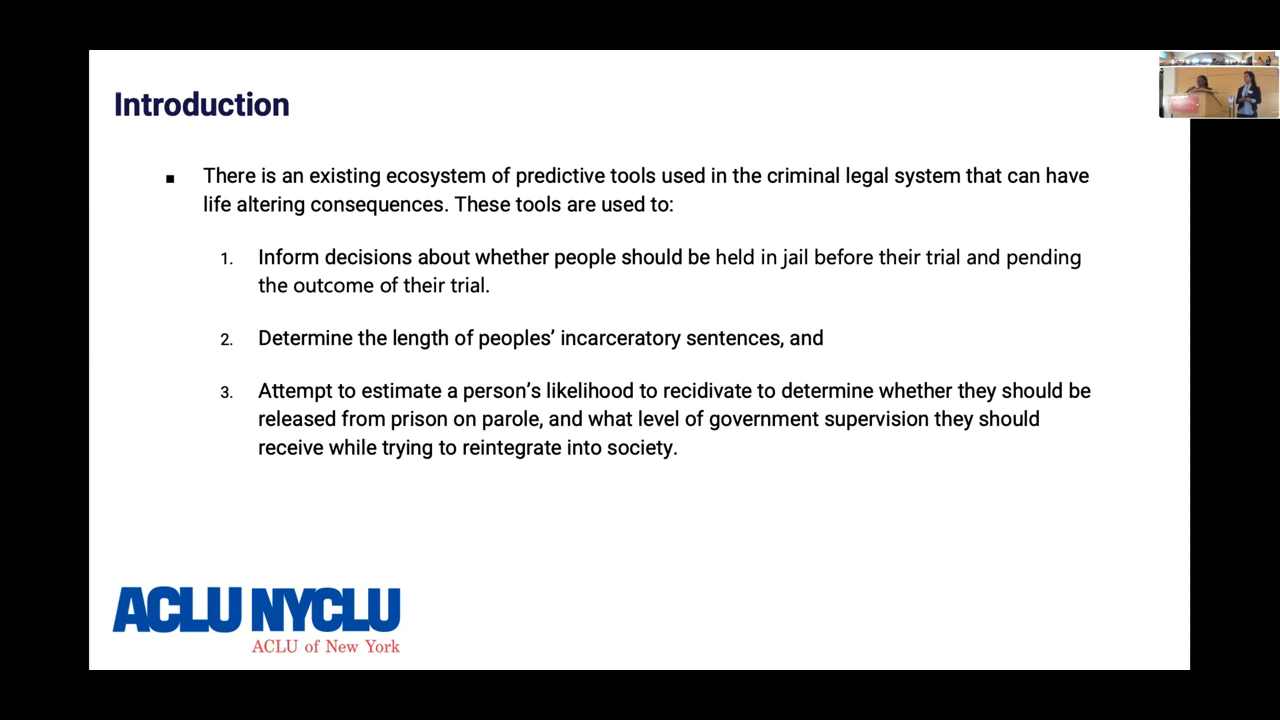 Introduction
▪ There is an existing ecosystem of predictive tools used in the criminal legal system that can have
life altering consequences. These tools are used to:
1. Inform decisions about whether people should be held in jail before their trial and pending
the outcome of their trial.
2. Determine the length of peoples’ incarceratory sentences, and
3. Attempt to estimate a person’s likelihood to recidivate to determine whether they should be
released from prison on parole, and what level of government supervision they should
receive while trying to reintegrate into society.
ACLU NYCLU
ACLU of New York